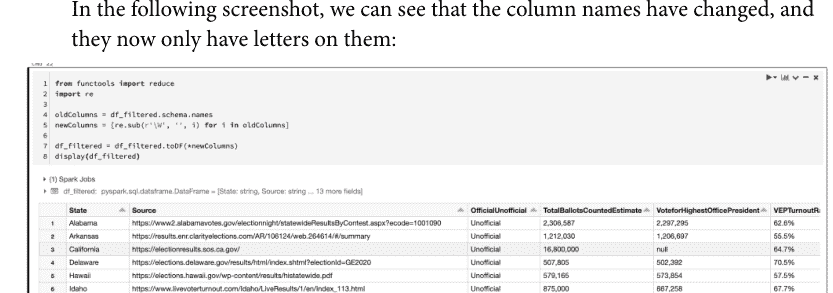 In the following screenshot, we can see that the column names have changed, and
they now only have letters on them:
1 from functools import reduce
2 import re
3
4 oldColumns = df_filtered.schema.names
5 newColumns = [re.sub(r'\W', '', i) for i in oldColumns]
6
7 df_filtered = df_filtered.toDF(*newColumns)
8 display(df_filtered)
(1) Spark Jobs
df_filtered: pyspark.sql.dataframe.DataFrame = [State: string, Source: string ... 13 more fields]
State Source OfficialUnofficial TotalBallotsCountedEstimate VoteforHighestOfficePresident VEPTurnoutR
1 Alabama https://www2.alabamavotes.gov/electionnight/statewideResultsByContest.aspx?ecode=1001090 Unofficial 2,306,587 2,297,295 62.6%
2 Arkansas https://results.enr.clarityelections.com/AR/106124/web.264614/#/summary Unofficial 1,212,030 1,206,697 55.5%
3 California https://electionresults.sos.ca.gov/ Unofficial 16,800,000 null 64.7%
4 Delaware https://elections.delaware.gov/results/html/index.shtml?electionId=GE2020 Unofficial 507,805 502,392 70.5%
5 Hawaii https://elections.hawaii.gov/wp-content/results/histatewide.pdf Unofficial 579,165 573,854 57.5%
6 Idaho https://www.livevoterturnout.com/Idaho/LiveResults/1/en/Index_113.html Unofficial 875,000 667,258 67.7%